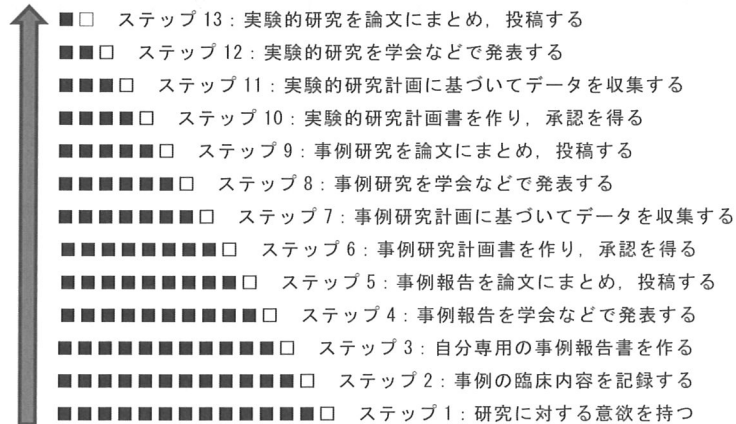 ■□ ステップ 13：実験的研究を論文にまとめ，投稿する
■■□ ステップ 12：実験的研究を学会などで発表する
■■■□ ステップ 11：実験的研究計画に基づいてデータを収集する
■■■■□ ステップ 10：実験的研究計画書を作り，承認を得る
■■■■■□ ステップ 9：事例研究を論文にまとめ，投稿する
■■■■■■□ ステップ 8：事例研究を学会などで発表する
■■■■■■■□ ステップ 7：事例研究計画に基づいてデータを収集する
■■■■■■■■□ ステップ 6：事例研究計画書を作り，承認を得る
■■■■■■■■■□ ステップ 5：事例報告を論文にまとめ，投稿する
■■■■■■■■■■□ ステップ 4：事例報告を学会などで発表する
■■■■■■■■■■■□ ステップ 3：自分専用の事例報告書を作る
■■■■■■■■■■■■□ ステップ 2：事例の臨床内容を記録する
■■■■■■■■■■■■■□ ステップ 1：研究に対する意欲を持つ